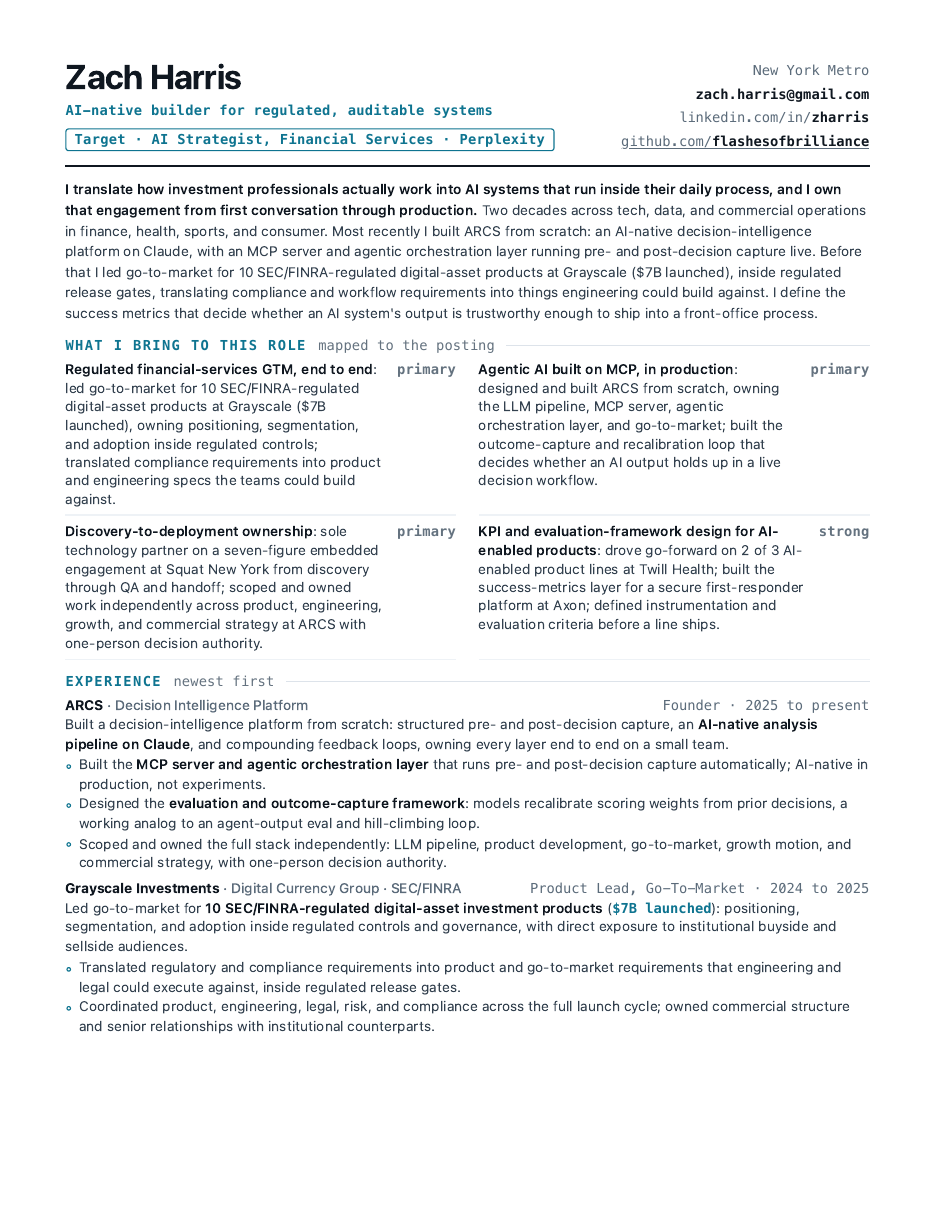 Zach Harris
AI-native builder for regulated, auditable systems
Target · AI Strategist, Financial Services · Perplexity
New York Metro
zach.harris@gmail.com
linkedin.com/in/zharris
github.com/flashesofbrilliance
I translate how investment professionals actually work into AI systems that run inside their daily process, and I own
that engagement from first conversation through production. Two decades across tech, data, and commercial operations
in finance, health, sports, and consumer. Most recently I built ARCS from scratch: an AI-native decision-intelligence
platform on Claude, with an MCP server and agentic orchestration layer running pre- and post-decision capture live. Before
that I led go-to-market for 10 SEC/FINRA-regulated digital-asset products at Grayscale ($7B launched), inside regulated
release gates, translating compliance and workflow requirements into things engineering could build against. I define the
success metrics that decide whether an AI system's output is trustworthy enough to ship into a front-office process.
WHAT I BRING TO THIS ROLE mapped to the posting
Regulated financial-services GTM, end to end: primary
led go-to-market for 10 SEC/FINRA-regulated
digital-asset products at Grayscale ($7B
launched), owning positioning, segmentation,
and adoption inside regulated controls;
translated compliance requirements into product
and engineering specs the teams could build
against.
Agentic AI built on MCP, in production: primary
designed and built ARCS from scratch, owning
the LLM pipeline, MCP server, agentic
orchestration layer, and go-to-market; built the
outcome-capture and recalibration loop that
decides whether an AI output holds up in a live
decision workflow.
Discovery-to-deployment ownership: sole primary
technology partner on a seven-figure embedded
engagement at Squat New York from discovery
through QA and handoff; scoped and owned
work independently across product, engineering,
growth, and commercial strategy at ARCS with
one-person decision authority.
KPI and evaluation-framework design for AI- strong
enabled products: drove go-forward on 2 of 3 AI-
enabled product lines at Twill Health; built the
success-metrics layer for a secure first-responder
platform at Axon; defined instrumentation and
evaluation criteria before a line ships.
EXPERIENCE newest first
ARCS · Decision Intelligence Platform Founder · 2025 to present
Built a decision-intelligence platform from scratch: structured pre- and post-decision capture, an AI-native analysis
pipeline on Claude, and compounding feedback loops, owning every layer end to end on a small team.
Built the MCP server and agentic orchestration layer that runs pre- and post-decision capture automatically; AI-native in
production, not experiments.
Designed the evaluation and outcome-capture framework: models recalibrate scoring weights from prior decisions, a
working analog to an agent-output eval and hill-climbing loop.
Scoped and owned the full stack independently: LLM pipeline, product development, go-to-market, growth motion, and
commercial strategy, with one-person decision authority.
Grayscale Investments · Digital Currency Group · SEC/FINRA Product Lead, Go-To-Market · 2024 to 2025
Led go-to-market for 10 SEC/FINRA-regulated digital-asset investment products ($7B launched): positioning,
segmentation, and adoption inside regulated controls and governance, with direct exposure to institutional buyside and
sellside audiences.
Translated regulatory and compliance requirements into product and go-to-market requirements that engineering and
legal could execute against, inside regulated release gates.
Coordinated product, engineering, legal, risk, and compliance across the full launch cycle; owned commercial structure
and senior relationships with institutional counterparts.